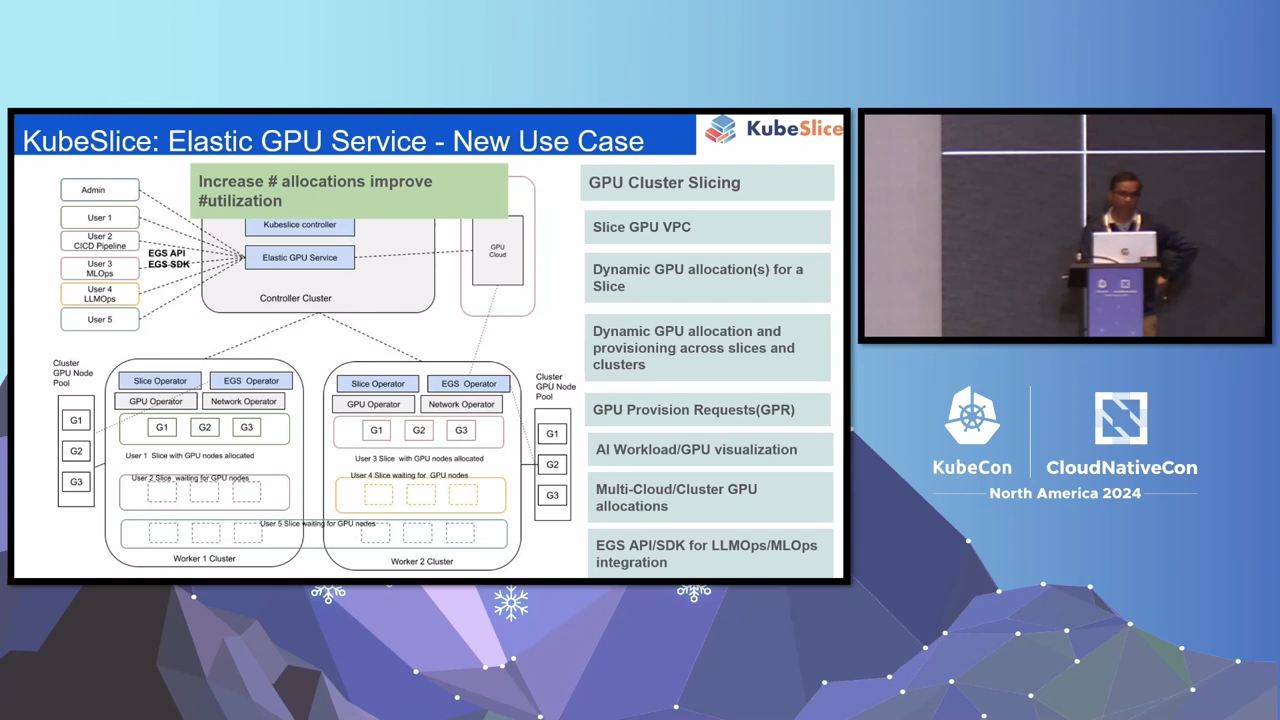 KubeSlice: Elastic GPU Service - New Use Case
KubeSlice
Increase # allocations improve
#utilization
Admin
User 1
User 2
CICD Pipeline
User 3
MLOps
User 4
LLMOps
User 5
EGS API
EGS SDK
Kubeslice controller
Elastic GPU Service
Controller Cluster
GPU
Cloud
Cluster
GPU Node
Pool
G1
G2
G3
Slice Operator
EGS Operator
GPU Operator
Network Operator
G1
G2
G3
User 1 Slice with GPU nodes allocated
User 2 Slice waiting for GPU nodes
User 5 Slice waiting for GPU nodes
Worker 1 Cluster
Slice Operator
EGS Operator
GPU Operator
Network Operator
G1
G2
G3
User 3 Slice with GPU nodes allocated
User 4 Slice waiting for GPU nodes
Worker 2 Cluster
Cluster
GPU Node
Pool
G1
G2
G3
GPU Cluster Slicing
Slice GPU VPC
Dynamic GPU allocation(s) for a
Slice
Dynamic GPU allocation and
provisioning across slices and
clusters
GPU Provision Requests(GPR)
AI Workload/GPU visualization
Multi-Cloud/Cluster GPU
allocations
EGS API/SDK for LLMOps/MLOps
integration
KubeCon
CloudNativeCon
North America 2024